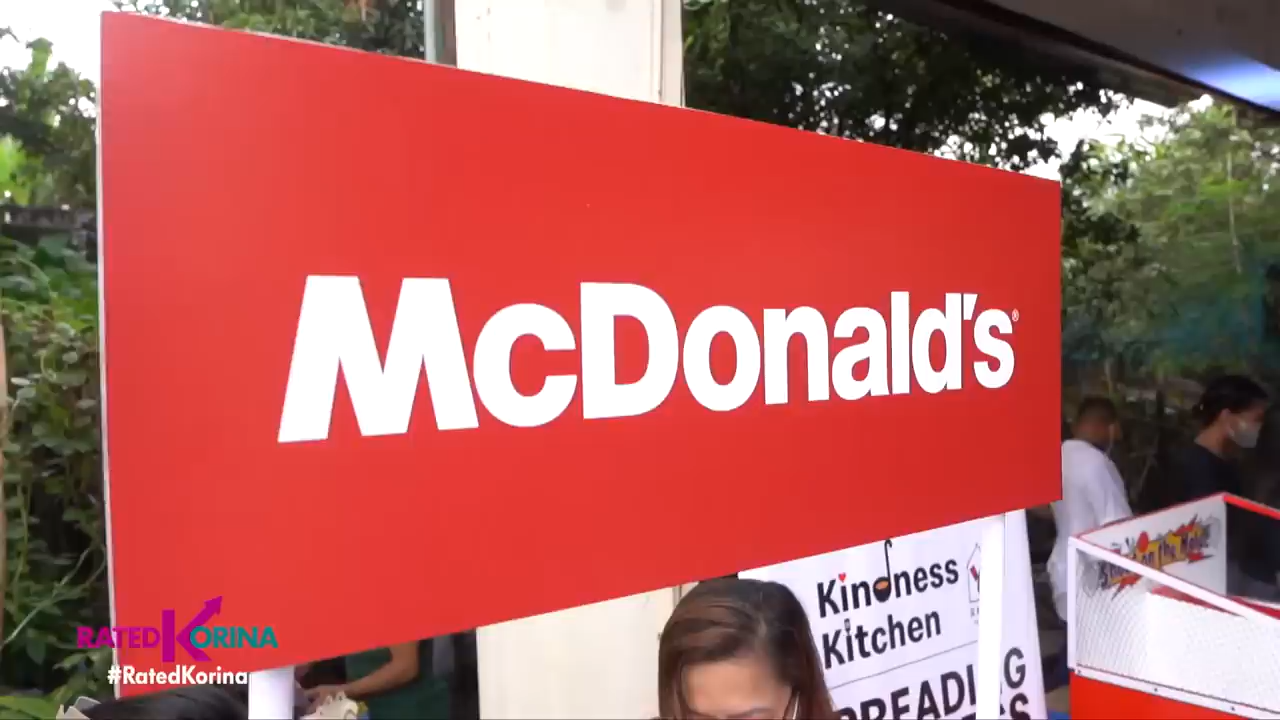 McDonald's®
Kindness
Kitchen
RATED KORINA
#RatedKorina